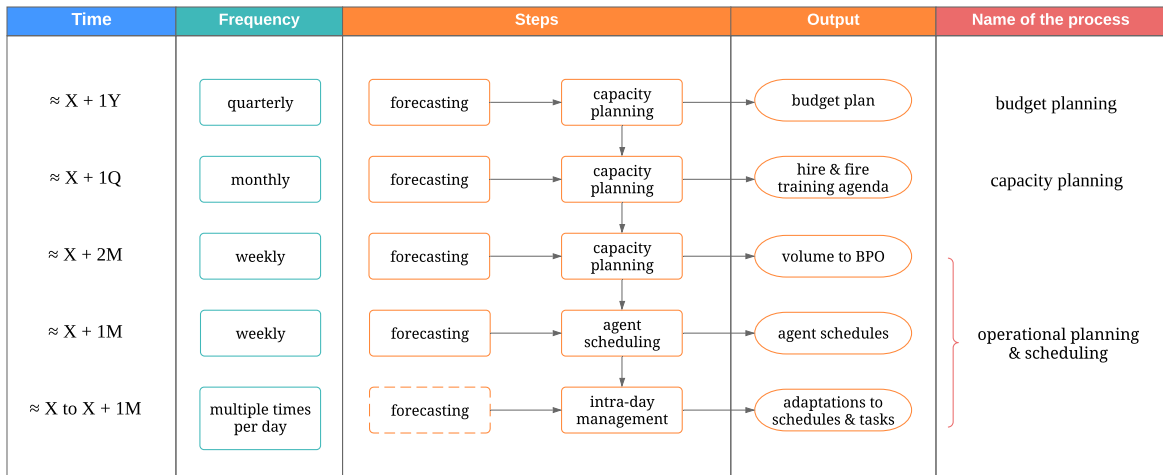 Time
Frequency
Steps
Output
Name of the process
≈ X + 1Y
quarterly
forecasting
capacity
planning
budget plan
budget planning
≈ X + 1Q
monthly
forecasting
capacity
planning
hire & fire
training agenda
capacity planning
≈ X + 2M
weekly
forecasting
capacity
planning
volume to BPO
≈ X + 1M
weekly
forecasting
agent
scheduling
agent schedules
operational planning
& scheduling
≈ X to X + 1M
multiple times
per day
forecasting
intra-day
management
adaptations to
schedules & tasks